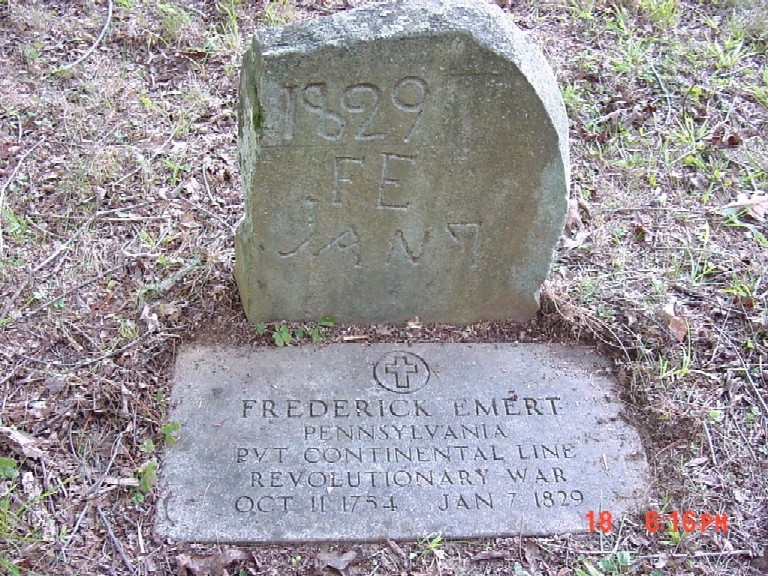 1829
FE
JAN 7
FREDERICK EMERT
PENNSYLVANIA
PVT CONTINENTAL LINE
REVOLUTIONARY WAR
OCT 11 1754 JAN 7 1829
18 6:16PM